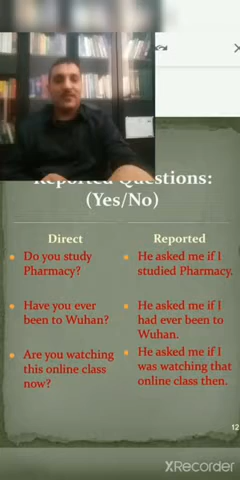 Reported Questions:
(Yes/No)
Direct
Do you study
Pharmacy?
Have you ever
been to Wuhan?
Are you watching
this online class
now?
Reported
He asked me if I
studied Pharmacy.
He asked me if I
had ever been to
Wuhan.
He asked me if I
was watching that
online class then.
12
XRecorder